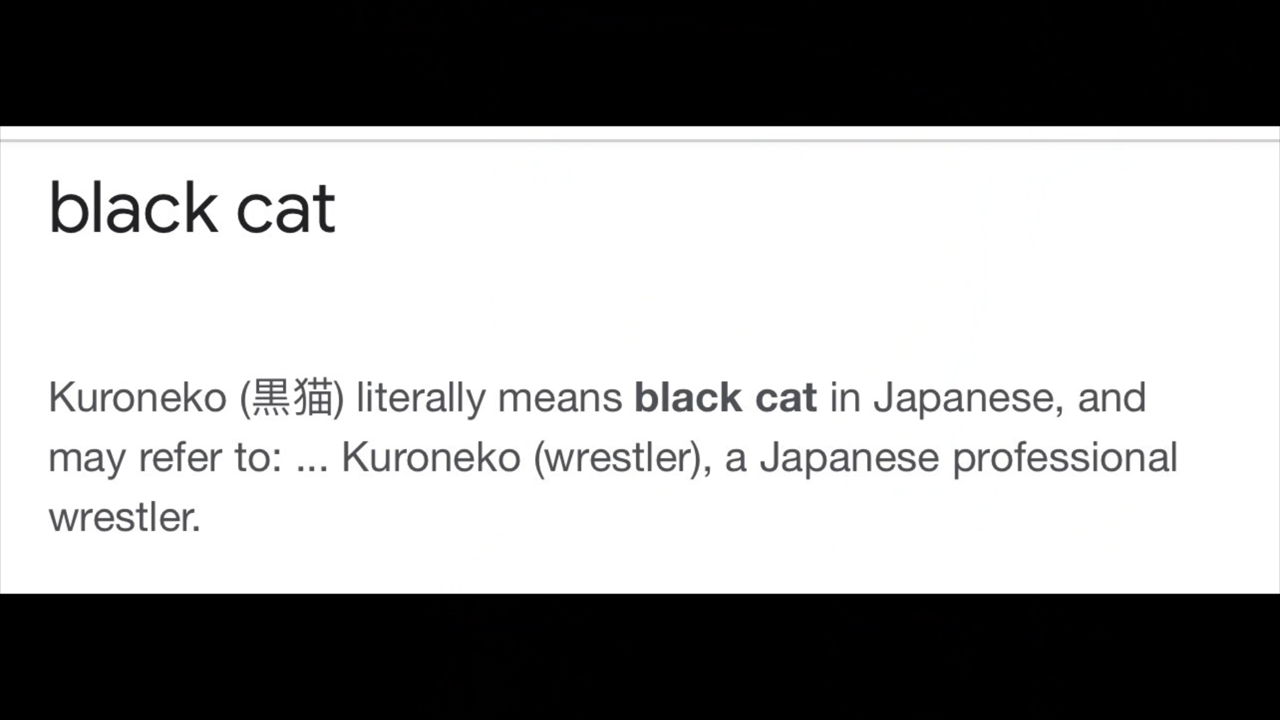 black cat
Kuroneko (黒猫) literally means black cat in Japanese, and
may refer to: ... Kuroneko (wrestler), a Japanese professional
wrestler.